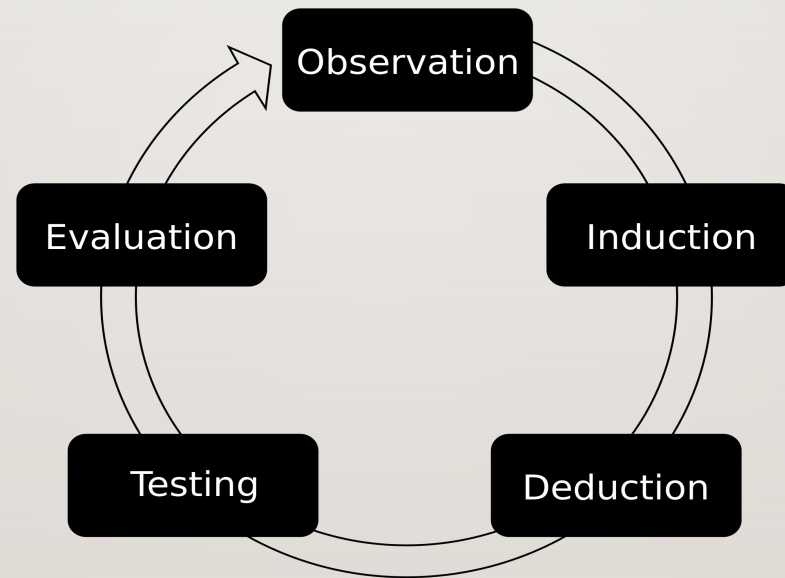 Observation
Induction
Deduction
Testing
Evaluation